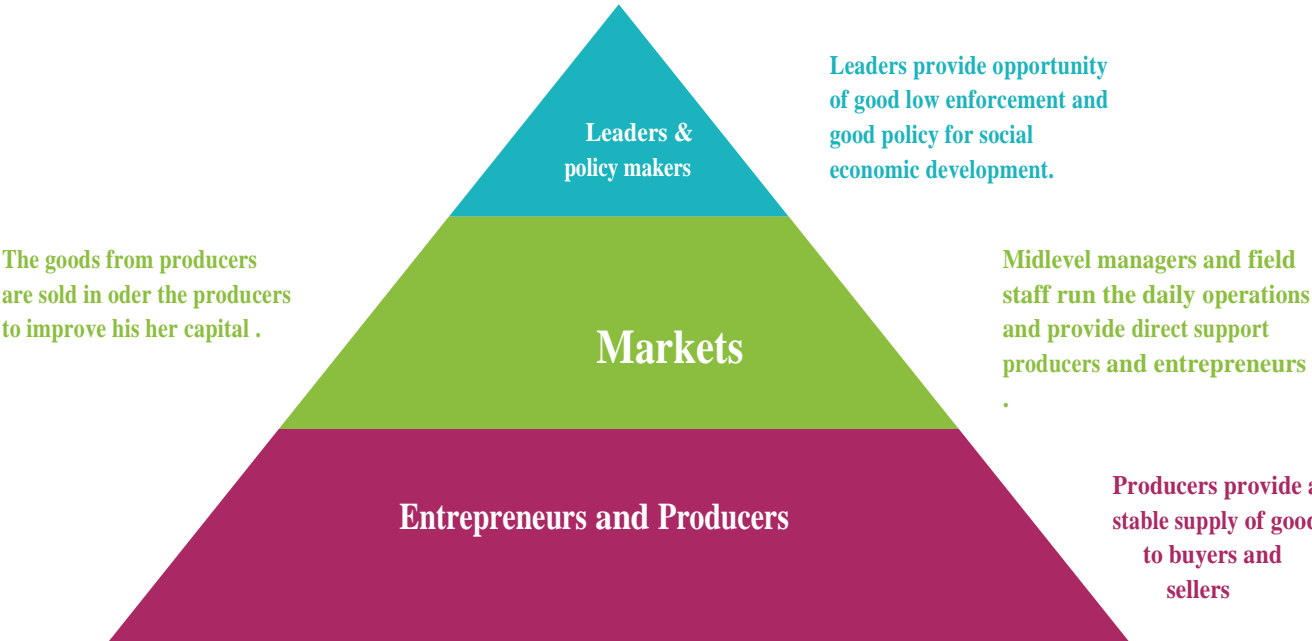 Leaders &
policy makers
Leaders provide opportunity
of good low enforcement and
good policy for social
economic development.
The goods from producers
are sold in oder the producers
to improve his her capital .
Markets
Midlevel managers and field
staff run the daily operations
and provide direct support
producers and entrepreneurs
.
Entrepreneurs and Producers
Producers provide a
stable supply of good
to buyers and
sellers